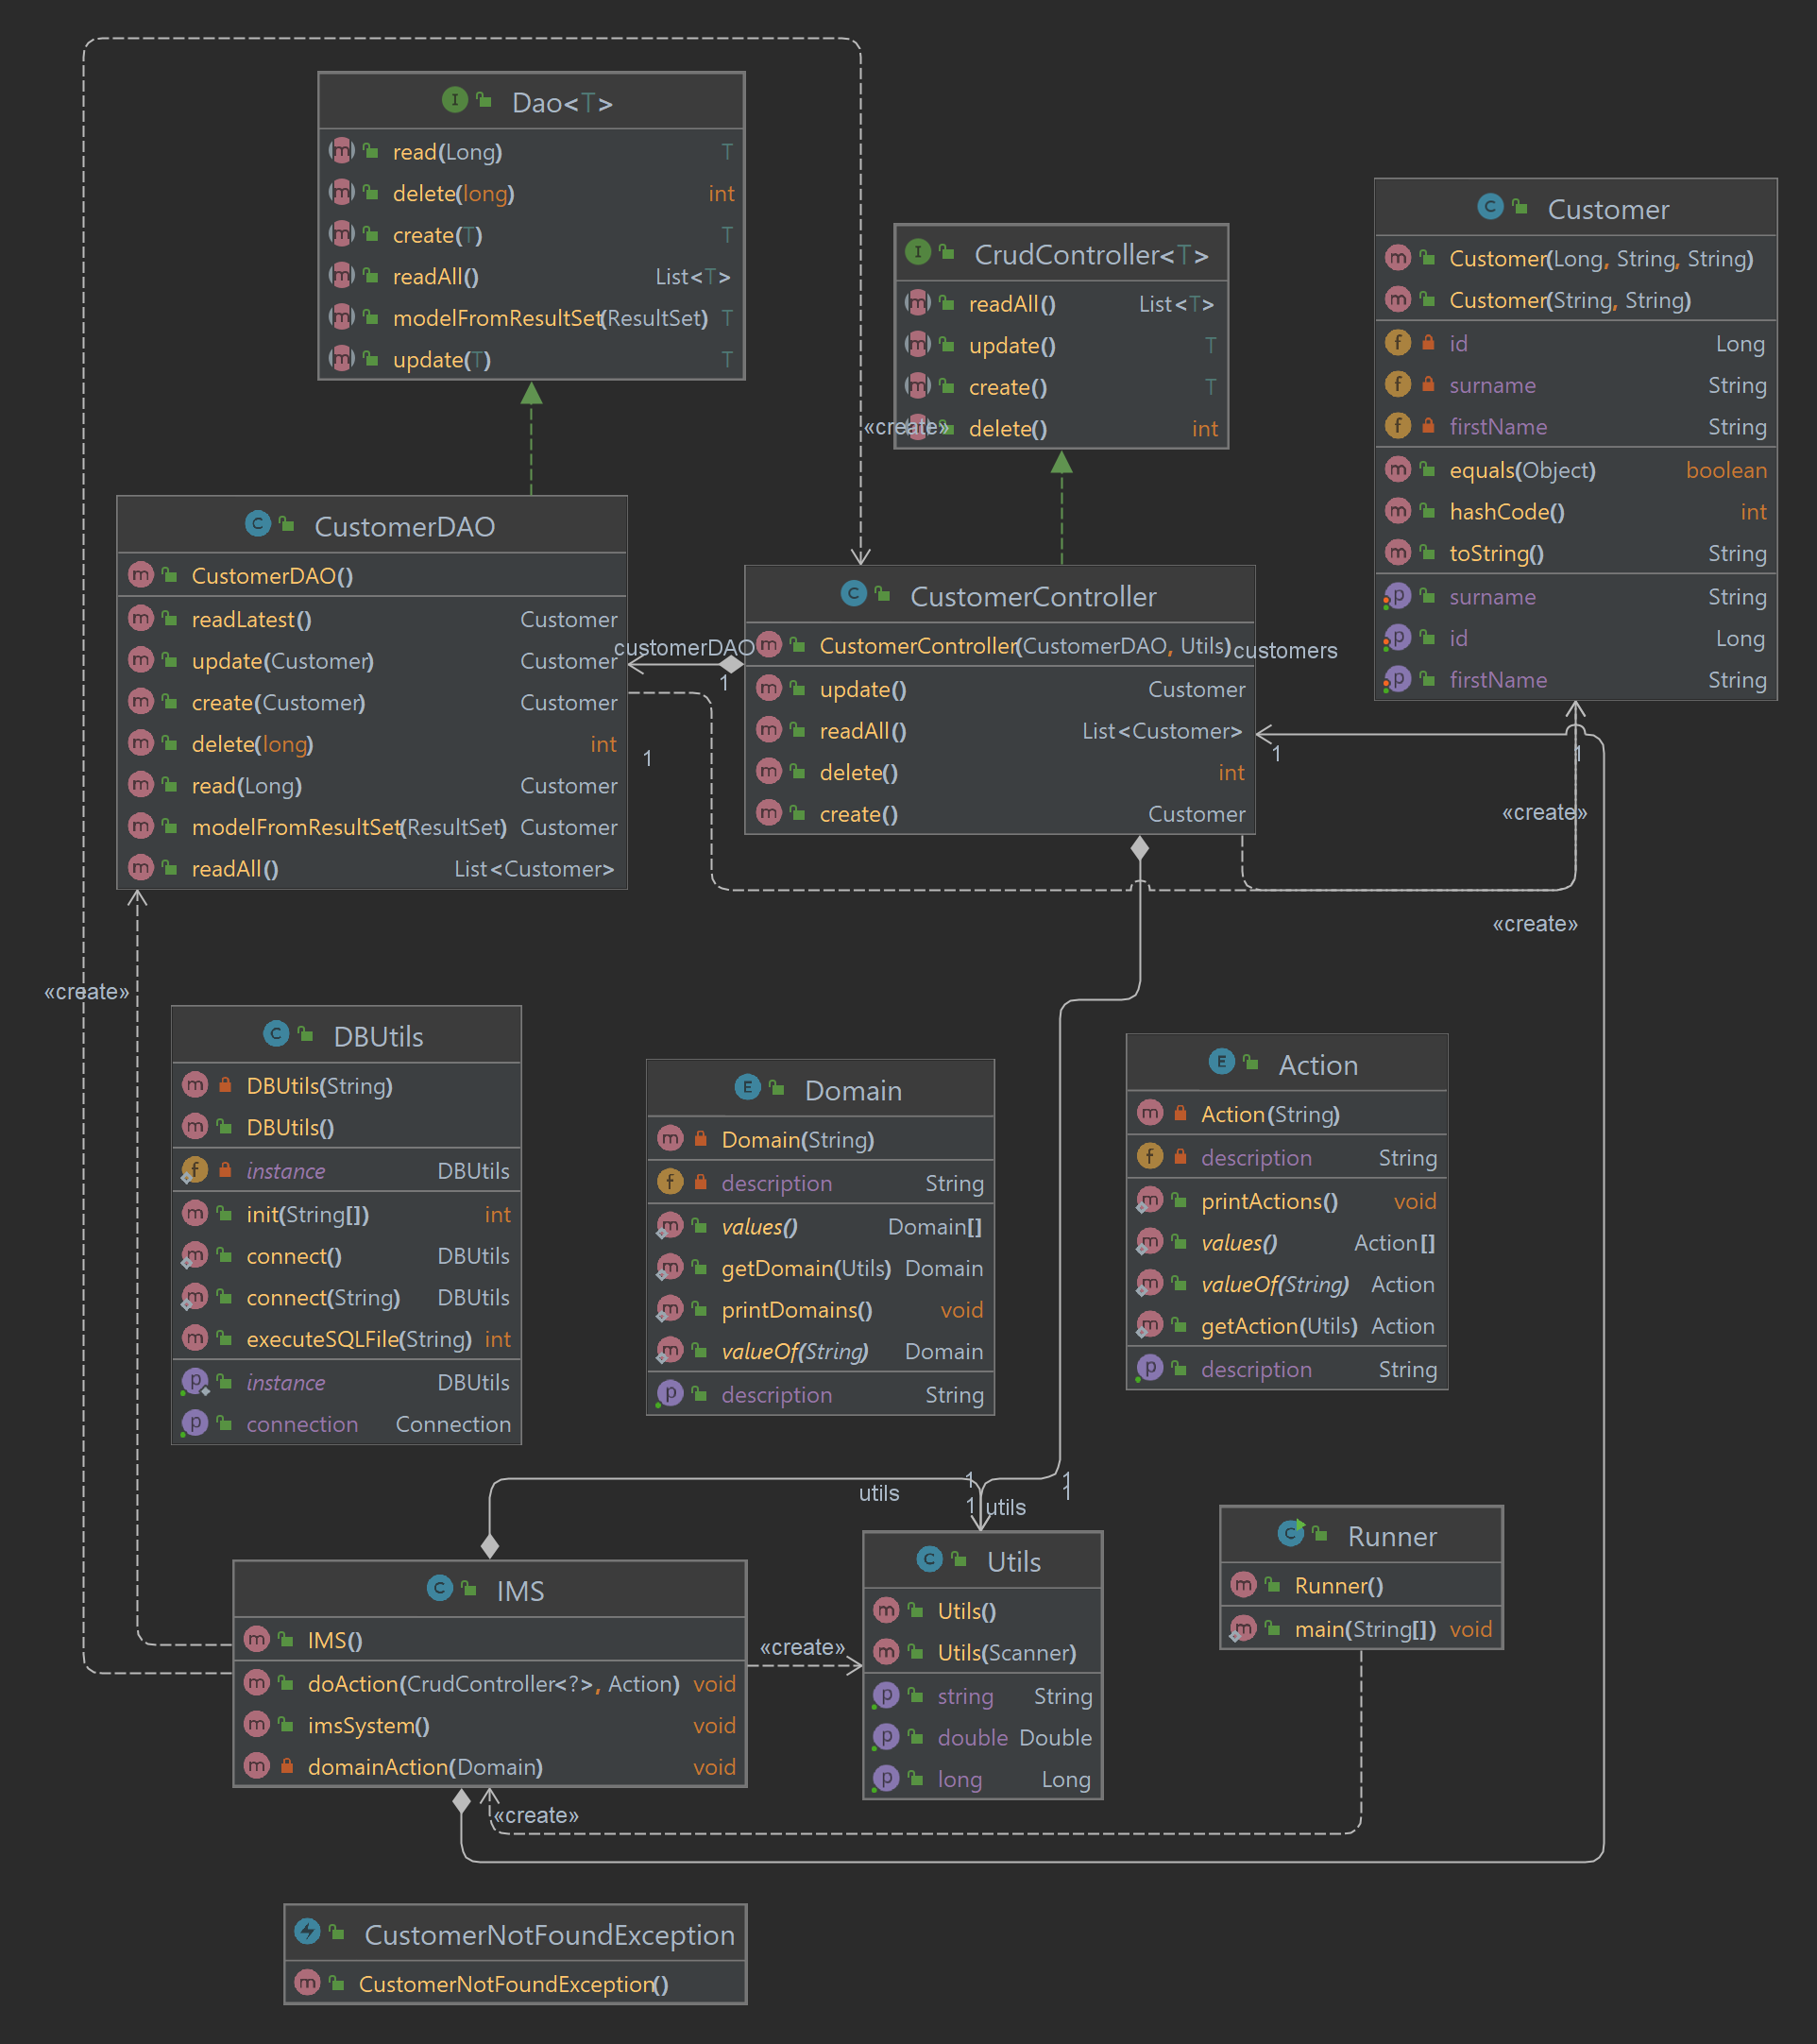 Dao<T>
read(Long) T
delete(long) int
create(T) T
readAll() List<T>
modelFromResultSet(ResultSet) T
update(T) T
CrudController<T>
readAll() List<T>
update() T
create() T
delete() int
«create»
Customer
Customer(Long, String, String)
Customer(String, String)
id Long
surname String
firstName String
equals(Object) boolean
hashCode() int
toString() String
surname String
id Long
firstName String
CustomerDAO
CustomerDAO()
readLatest() Customer
update(Customer) Customer
create(Customer) Customer
delete(long) int
read(Long) Customer
modelFromResultSet(ResultSet) Customer
readAll() List<Customer>
customerDAO
1
1
CustomerController
CustomerController(CustomerDAO, Utils)
update() Customer
readAll() List<Customer>
delete() int
create() Customer
customers
1
1
«create»
«create»
«create»
DBUtils
DBUtils(String)
DBUtils()
instance DBUtils
init(String[]) int
connect() DBUtils
connect(String) DBUtils
executeSQLFile(String) int
instance DBUtils
connection Connection
Domain
Domain(String)
description String
values() Domain[]
getDomain(Utils) Domain
printDomains() void
valueOf(String) Domain
description String
Action
Action(String)
description String
printActions() void
values() Action[]
valueOf(String) Action
getAction(Utils) Action
description String
1
1
utils
1
1
utils
IMS
IMS()
doAction(CrudController<?>, Action) void
imsSystem() void
domainAction(Domain) void
«create»
Utils
Utils()
Utils(Scanner)
string String
double Double
long Long
Runner
Runner()
main(String[]) void
«create»
CustomerNotFoundException
CustomerNotFoundException()